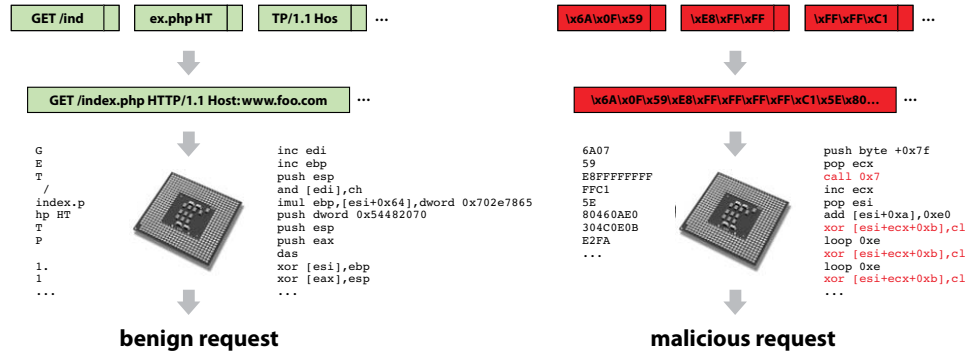 GET /ind ex.php HT TP/1.1 Hos ...
GET /index.php HTTP/1.1 Host: www.foo.com ...
G inc edi
E inc ebp
T push esp
/ and [edi],ch
index.p imul ebp,[esi+0x64],dword 0x702e7865
hp HT push dword 0x54482070
T push esp
P push eax
das
1. xor [esi],ebp
1 xor [eax],esp
... ...
benign request
\x6A\x0F\x59 \xE8\xFF\xFF \xFF\xFF\xC1 ...
\x6A\x0F\x59\xE8\xFF\xFF\xFF\xFF\xC1\x5E\x80... ...
6A07 push byte +0x7f
59 pop ecx
E8FFFFFFFF call 0x7
FFC1 inc ecx
5E pop esi
80460AE0 add [esi+0xa],0xe0
304C0E0B xor [esi+ecx+0xb],cl
E2FA loop 0xe
... xor [esi+ecx+0xb],cl
loop 0xe
xor [esi+ecx+0xb],cl
...
malicious request